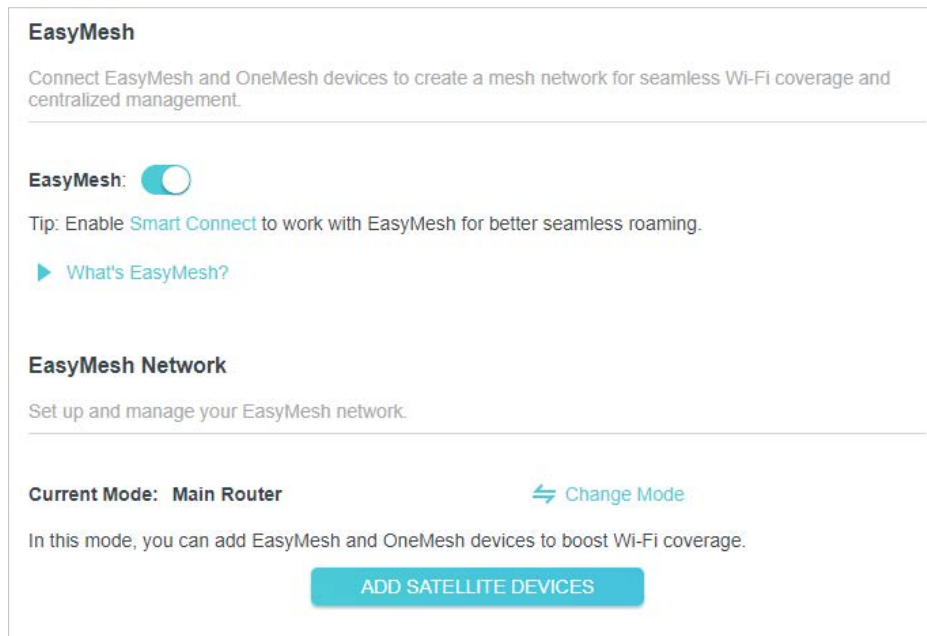 EasyMesh
Connect EasyMesh and OneMesh devices to create a mesh network for seamless Wi-Fi coverage and
centralized management.
EasyMesh:
Tip: Enable Smart Connect to work with EasyMesh for better seamless roaming.
What's EasyMesh?
EasyMesh Network
Set up and manage your EasyMesh network.
Current Mode: Main Router Change Mode
In this mode, you can add EasyMesh and OneMesh devices to boost Wi-Fi coverage.
ADD SATELLITE DEVICES